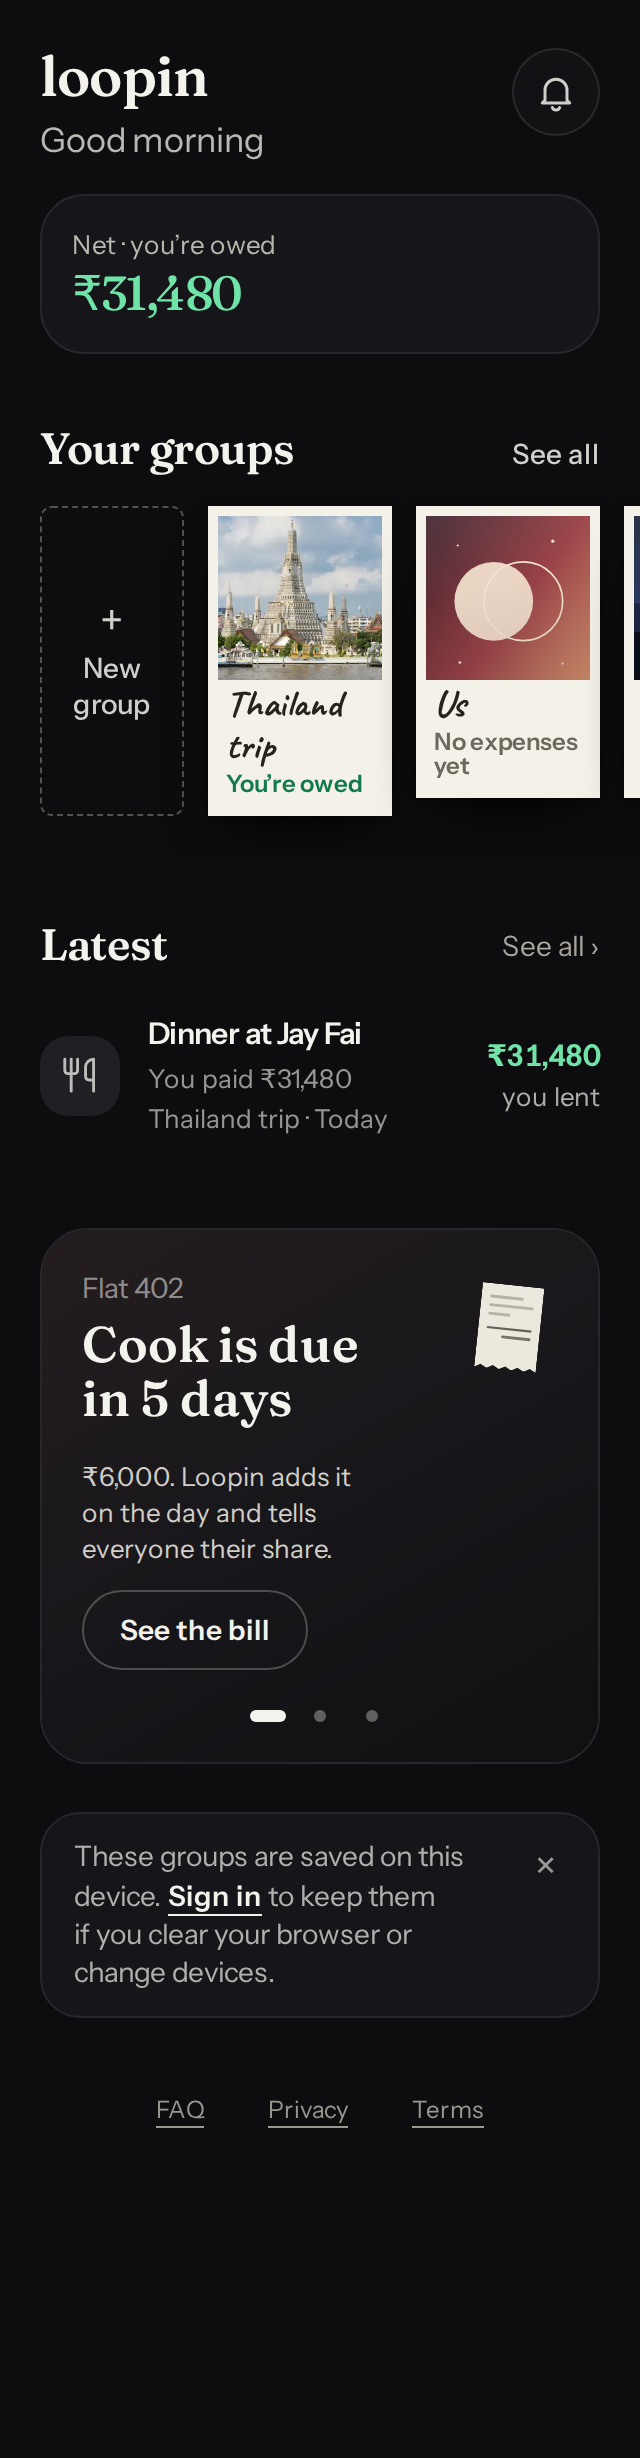 loopin
Good morning
Net · you’re owed
₹31,480
Your groups
See all
+
New
group
Thailand
trip
You’re owed
Us
No expenses
yet
Latest
See all ›
Dinner at Jay Fai
You paid ₹31,480
Thailand trip · Today
₹31,480
you lent
Flat 402
Cook is due
in 5 days
₹6,000. Loopin adds it
on the day and tells
everyone their share.
See the bill
These groups are saved on this
device. Sign in to keep them
if you clear your browser or
change devices.
×
FAQ
Privacy
Terms